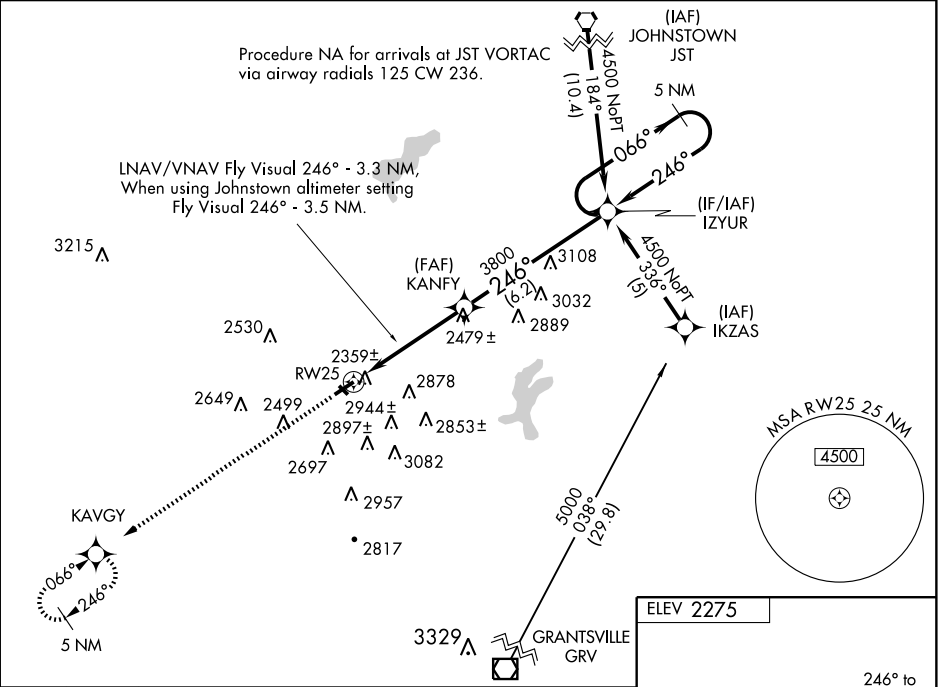 (IAF)
JOHNSTOWN
JST
Procedure NA for arrivals at JST VORTAC
via airway radials 125 CW 236.
4500 NoPT
184°
(10.4)
5 NM
066°
246°
LNAV/VNAV Fly Visual 246° - 3.3 NM,
When using Johnstown altimeter setting
Fly Visual 246° - 3.5 NM.
(IF/IAF)
IZYUR
3215
4500 NoPT
336°
(5)
(FAF)
KANFY
3800
246°
(6.2)
3108
3032
2889
2479±
(IAF)
IKZAS
2530
2359±
RW25
2878
2649
2499
2944±
2853±
2897±
2697
3082
MSA RW25 25 NM
4500
2957
2817
5000
038°
(29.8)
KAVGY
066°
246°
5 NM
3329
GRANTSVILLE
GRV
ELEV 2275
246° to